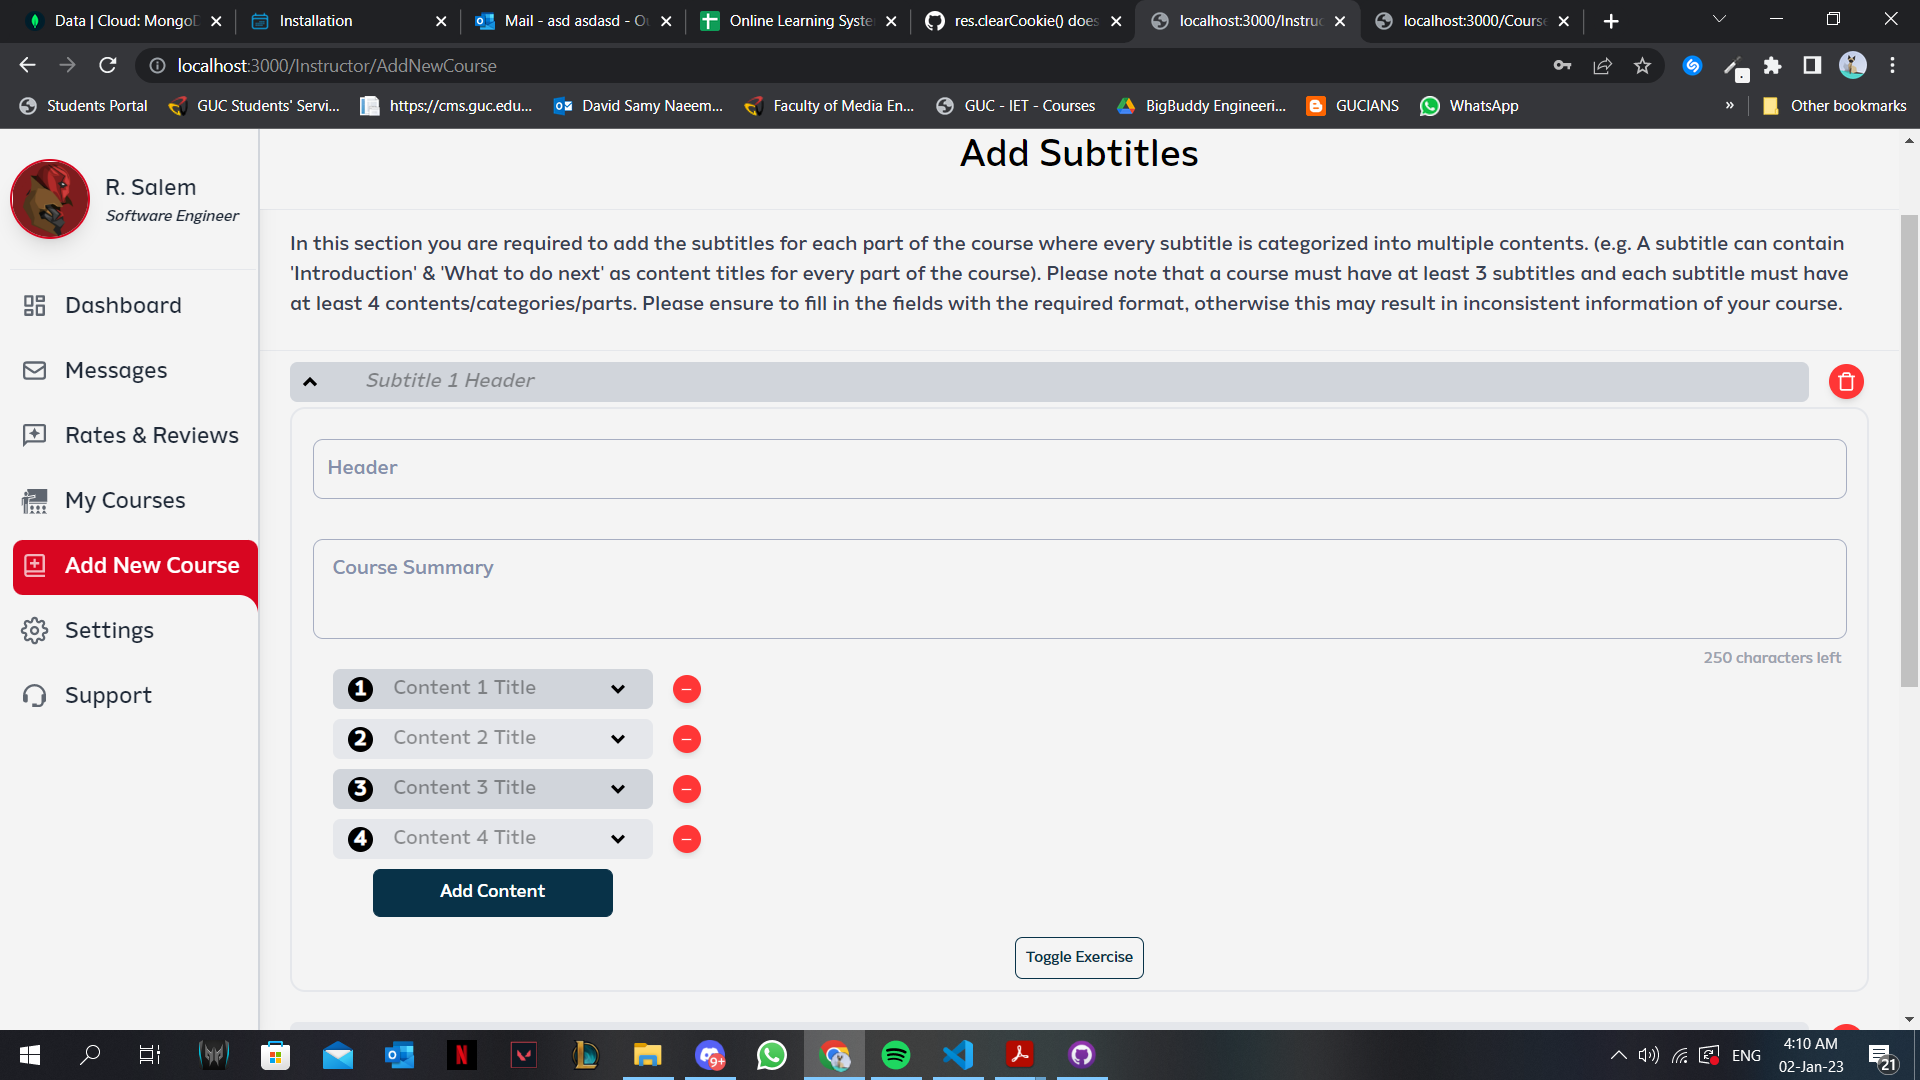 Data | Cloud: MongoD
Installation
Mail - asd asdasd - Ou
Online Learning Syste
res.clearCookie() does
localhost:3000/Instruc
localhost:3000/Course
localhost:3000/Instructor/AddNewCourse
Students Portal
GUC Students' Servi...
https://cms.guc.edu...
David Samy Naeem...
Faculty of Media En...
GUC - IET - Courses
BigBuddy Engineeri...
GUCIANS
WhatsApp
»
Other bookmarks
R. Salem
Software Engineer
Dashboard
Messages
Rates & Reviews
My Courses
Add New Course
Settings
Support
Add Subtitles
In this section you are required to add the subtitles for each part of the course where every subtitle is categorized into multiple contents. (e.g. A subtitle can contain
'Introduction' & 'What to do next' as content titles for every part of the course). Please note that a course must have at least 3 subtitles and each subtitle must have
at least 4 contents/categories/parts. Please ensure to fill in the fields with the required format, otherwise this may result in inconsistent information of your course.
Subtitle 1 Header
Header
Course Summary
250 characters left
1 Content 1 Title
2 Content 2 Title
3 Content 3 Title
4 Content 4 Title
Add Content
Toggle Exercise
9+
ENG
4:10 AM
02-Jan-23
21